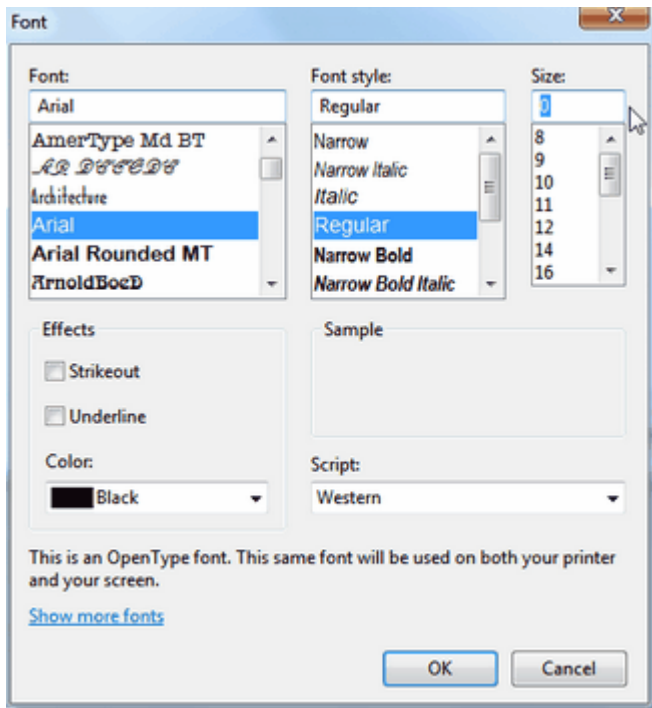 Font
Font:
Arial
AmerType Md BT
AR DECODE
Architecture
Arial
Arial Rounded MT
ArnoldBoeD
Font style:
Regular
Narrow
Narrow Italic
Italic
Regular
Narrow Bold
Narrow Bold Italic
Size:
0
8
9
10
11
12
14
16
Effects
Strikeout
Underline
Color:
Black
Sample
Script:
Western
This is an OpenType font. This same font will be used on both your printer
and your screen.
Show more fonts
OK
Cancel